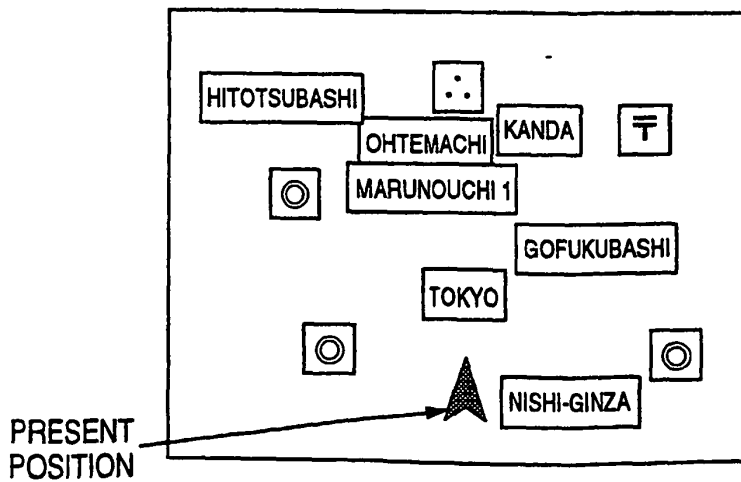 HITOTSUBASHI
OHTEMACHI
KANDA
〒
MARUNOUCHI 1
GOFUKUBASHI
TOKYO
NISHI-GINZA
PRESENT
POSITION